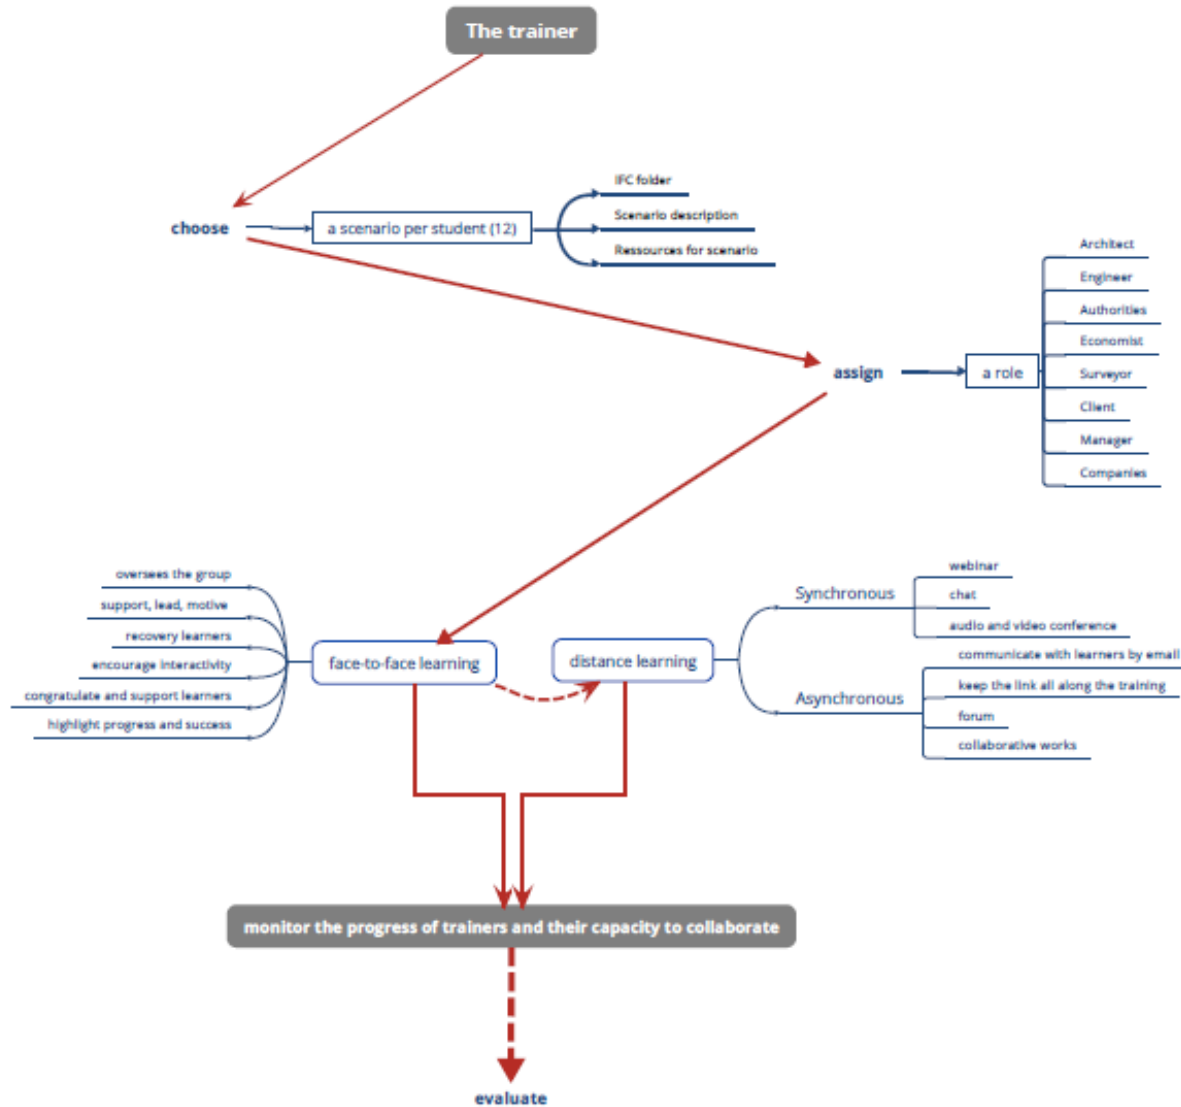 The trainer
choose
a scenario per student (12)
IFC folder
Scenario description
Ressources for scenario
assign
a role
Architect
Engineer
Authorities
Economist
Surveyor
Client
Manager
Companies
oversees the group
support, lead, motive
recovery learners
encourage interactivity
congratulate and support learners
highlight progress and success
face-to-face learning
distance learning
Synchronous
webinar
chat
audio and video conference
Asynchronous
communicate with learners by email
keep the link all along the training
forum
collaborative works
monitor the progress of trainers and their capacity to collaborate
evaluate